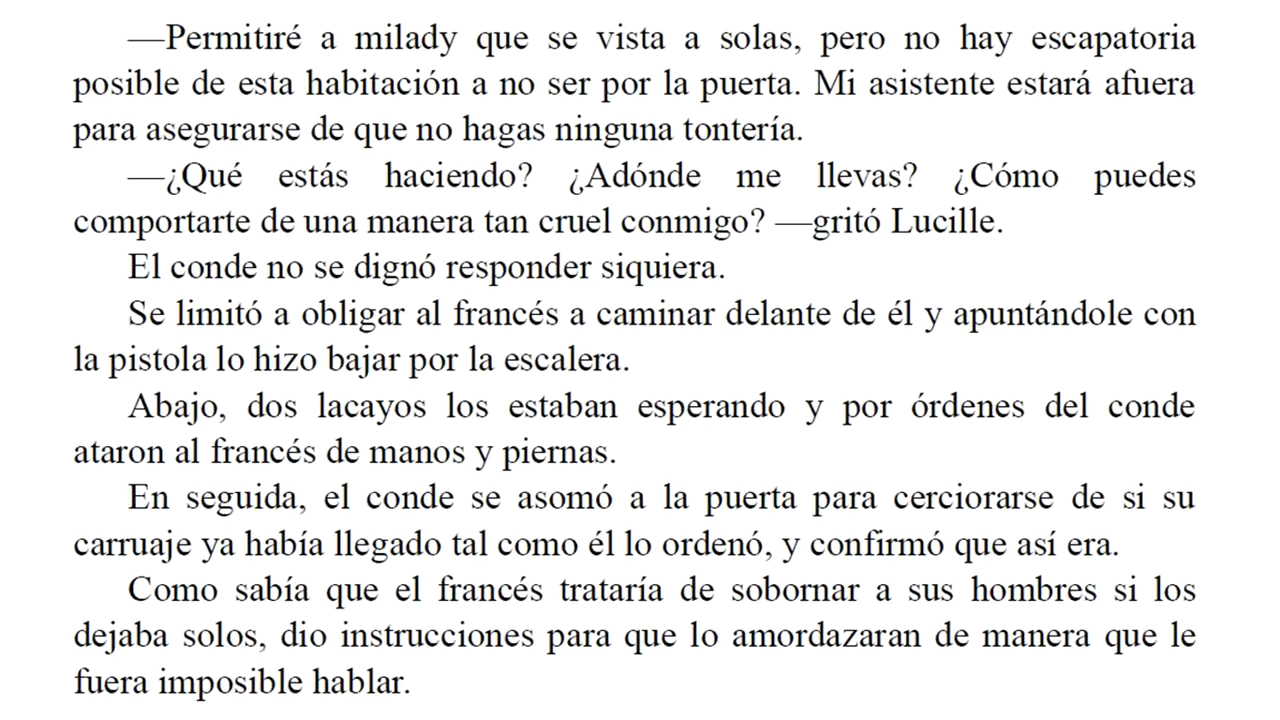 —Permitiré a milady que se vista a solas, pero no hay escapatoria
posible de esta habitación a no ser por la puerta. Mi asistente estará afuera
para asegurarse de que no hagas ninguna tontería.
—¿Qué estás haciendo? ¿Adónde me llevas? ¿Cómo puedes
comportarte de una manera tan cruel conmigo? —gritó Lucille.
El conde no se dignó responder siquiera.
Se limitó a obligar al francés a caminar delante de él y apuntándole con
la pistola lo hizo bajar por la escalera.
Abajo, dos lacayos los estaban esperando y por órdenes del conde
ataron al francés de manos y piernas.
En seguida, el conde se asomó a la puerta para cerciorarse de si su
carruaje ya había llegado tal como él lo ordenó, y confirmó que así era.
Como sabía que el francés trataría de sobornar a sus hombres si los
dejaba solos, dio instrucciones para que lo amordazaran de manera que le
fuera imposible hablar.